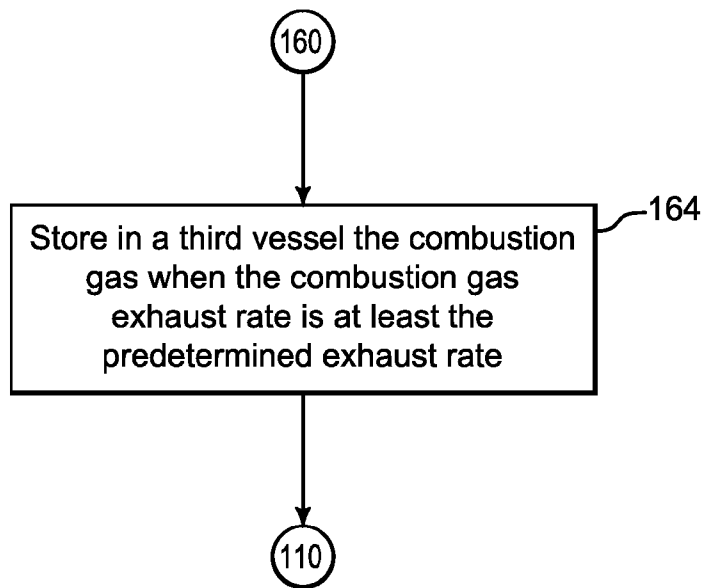 160
164
Store in a third vessel the combustion
gas when the combustion gas
exhaust rate is at least the
predetermined exhaust rate
110